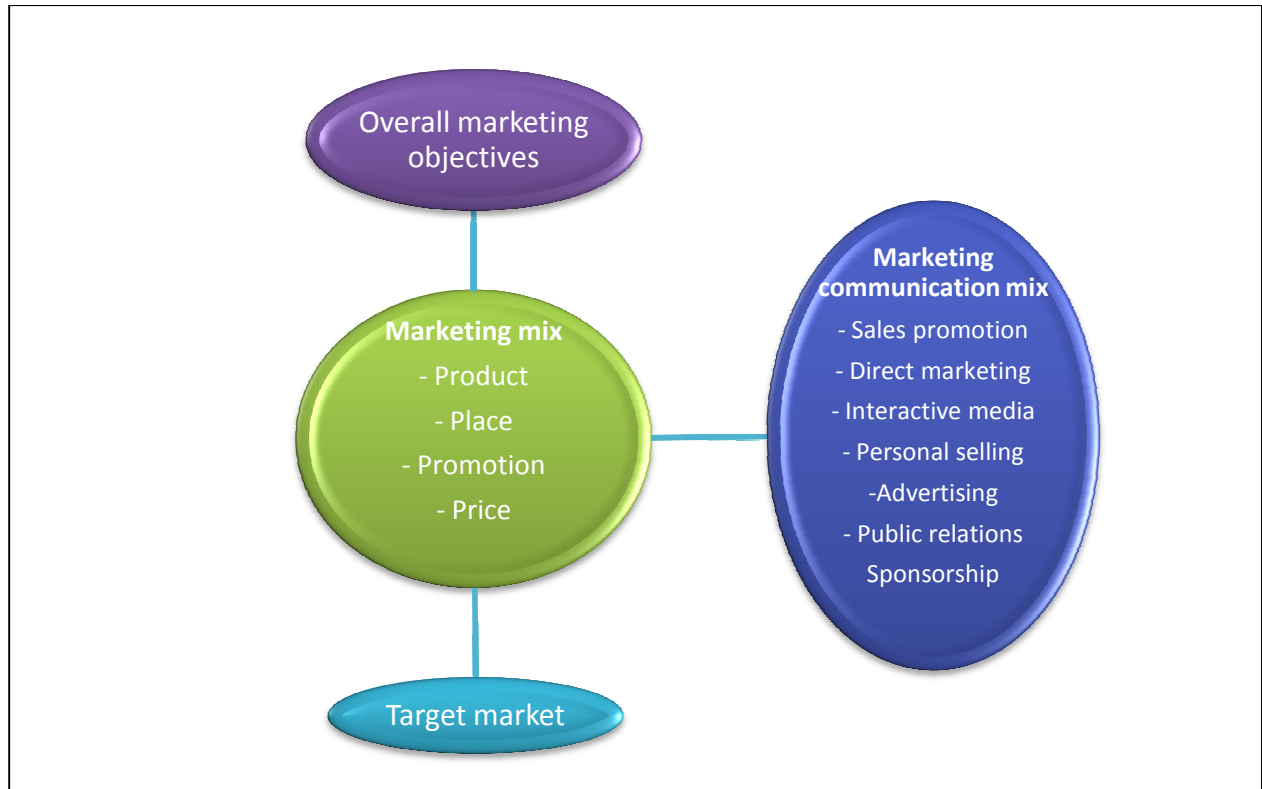 Overall marketing
objectives
Marketing mix
- Product
- Place
- Promotion
- Price
Marketing
communication mix
- Sales promotion
- Direct marketing
- Interactive media
- Personal selling
-Advertising
- Public relations
Sponsorship
Target market